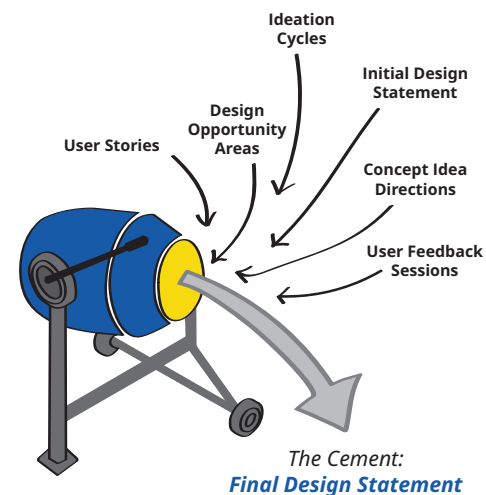 Ideation
Cycles
Initial Design
Statement
Design
Opportunity
Areas
User Stories
Concept Idea
Directions
User Feedback
Sessions
The Cement:
Final Design Statement